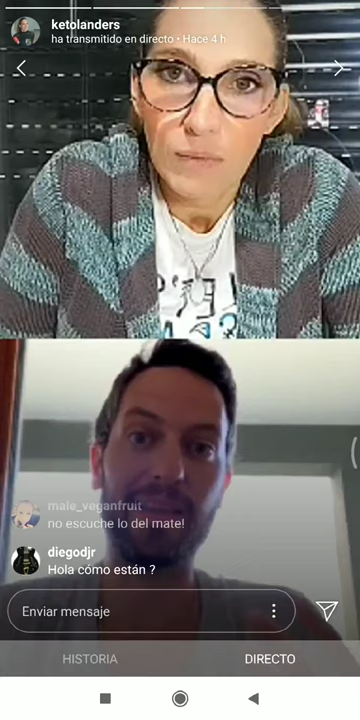 ketolanders
ha transmitido en directo • Hace 4 h
male_veganfruit
no escuche lo del mate!
diegodjr
Hola cómo están ?
Enviar mensaje
HISTORIA
DIRECTO